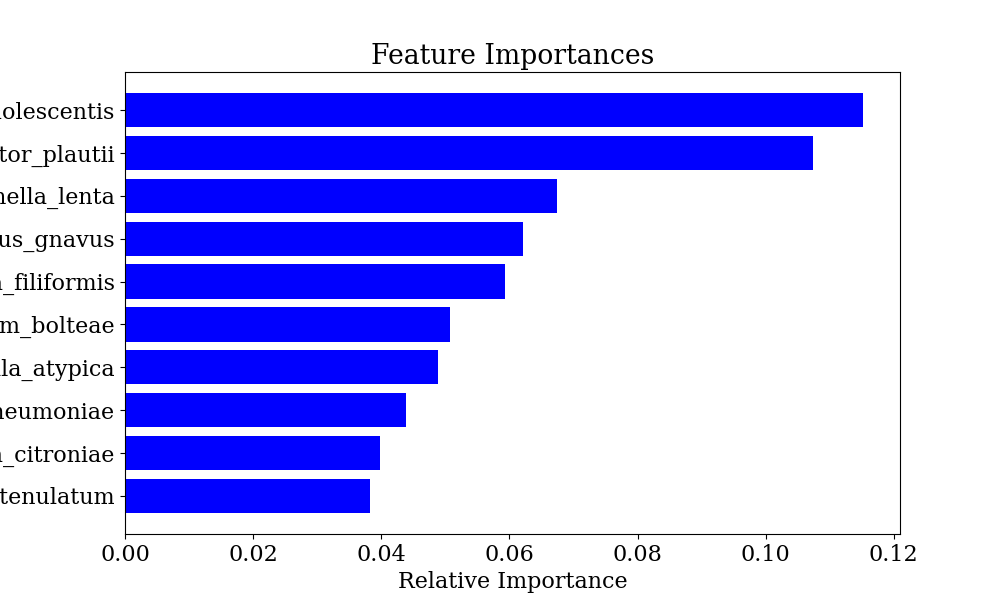 Feature Importances
olescentis
tor_plautii
nella_lenta
us_gnavus
_filiformis
m_bolteae
la_atypica
neumoniae
_citroniae
tenulatum
0.00 0.02 0.04 0.06 0.08 0.10 0.12
Relative Importance